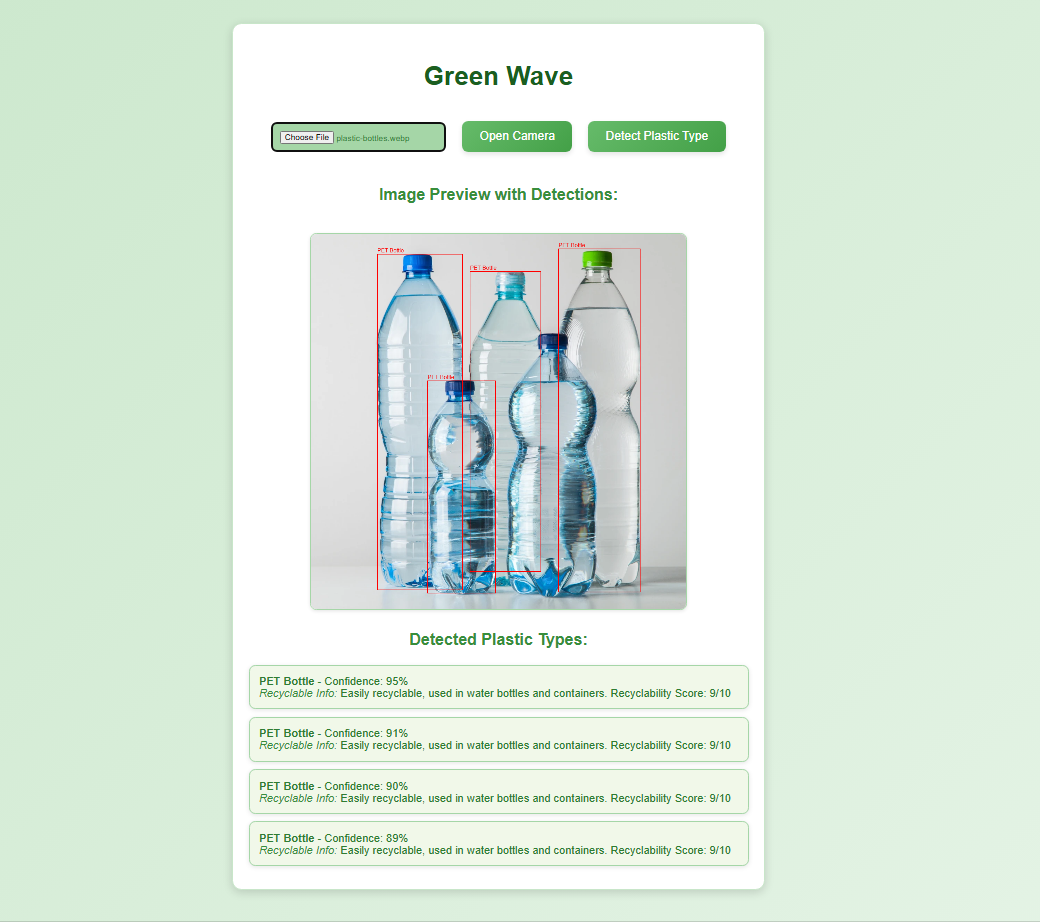 Green Wave
Choose File plastic-bottles.webp
Open Camera
Detect Plastic Type
Image Preview with Detections:
PET Bottle
PET Bottle
PET Bottle
PET Bottle
Detected Plastic Types:
PET Bottle - Confidence: 95%
Recyclable Info: Easily recyclable, used in water bottles and containers. Recyclability Score: 9/10
PET Bottle - Confidence: 91%
Recyclable Info: Easily recyclable, used in water bottles and containers. Recyclability Score: 9/10
PET Bottle - Confidence: 90%
Recyclable Info: Easily recyclable, used in water bottles and containers. Recyclability Score: 9/10
PET Bottle - Confidence: 89%
Recyclable Info: Easily recyclable, used in water bottles and containers. Recyclability Score: 9/10